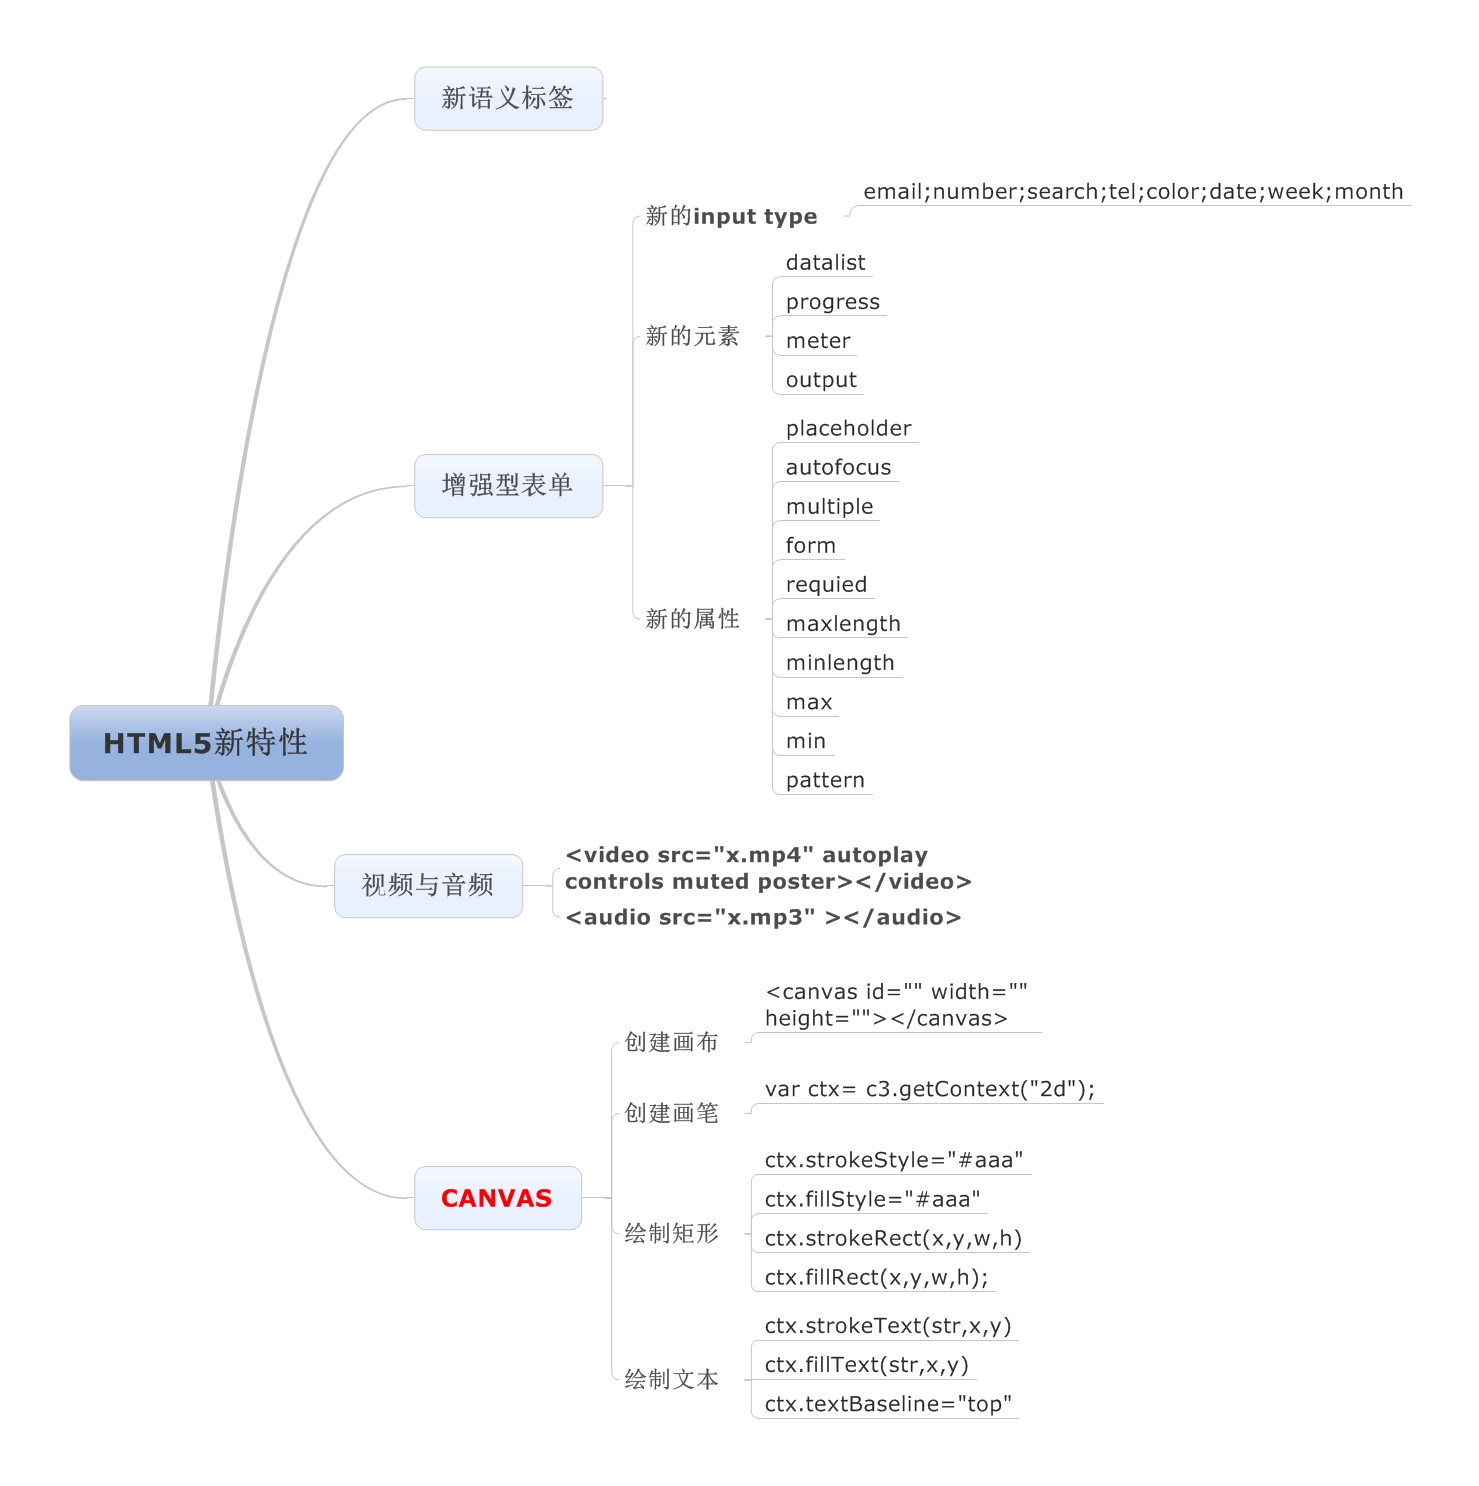 HTML5新特性
新语义标签
增强型表单
新的input type
email;number;search;tel;color;date;week;month
新的元素
datalist
progress
meter
output
新的属性
placeholder
autofocus
multiple
form
requied
maxlength
minlength
max
min
pattern
视频与音频
<video src="x.mp4" autoplay
controls muted poster></video>
<audio src="x.mp3" ></audio>
CANVAS
创建画布
<canvas id="" width=""
height=""></canvas>
创建画笔
var ctx= c3.getContext("2d");
绘制矩形
ctx.strokeStyle="#aaa"
ctx.fillStyle="#aaa"
ctx.strokeRect(x,y,w,h)
ctx.fillRect(x,y,w,h);
绘制文本
ctx.strokeText(str,x,y)
ctx.fillText(str,x,y)
ctx.textBaseline="top"